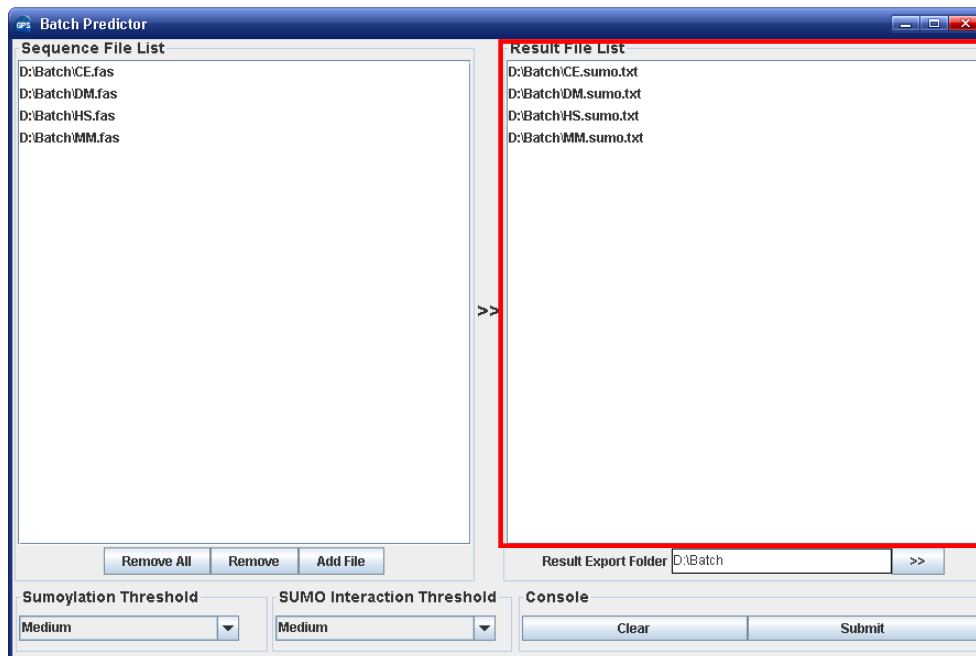 GPS Batch Predictor
Sequence File List
D:\Batch\CE.fas
D:\Batch\DM.fas
D:\Batch\HS.fas
D:\Batch\MM.fas
Remove All Remove Add File
>>
Result File List
D:\Batch\CE.sumo.txt
D:\Batch\DM.sumo.txt
D:\Batch\HS.sumo.txt
D:\Batch\MM.sumo.txt
Result Export Folder D:\Batch >>
Sumoylation Threshold
Medium
SUMO Interaction Threshold
Medium
Console
Clear Submit